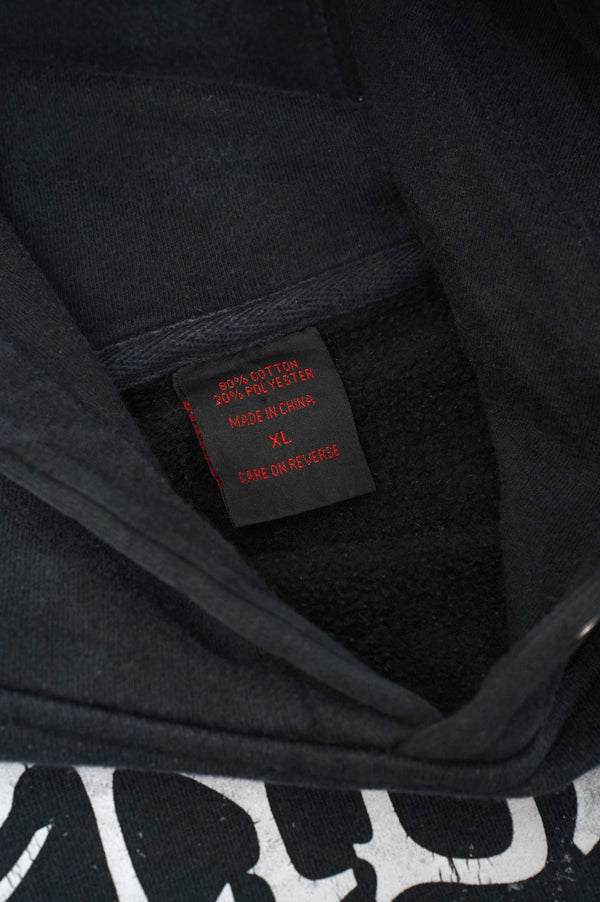 80% COTTON
20% POLYESTER
MADE IN CHINA
XL
CARE ON REVERSE